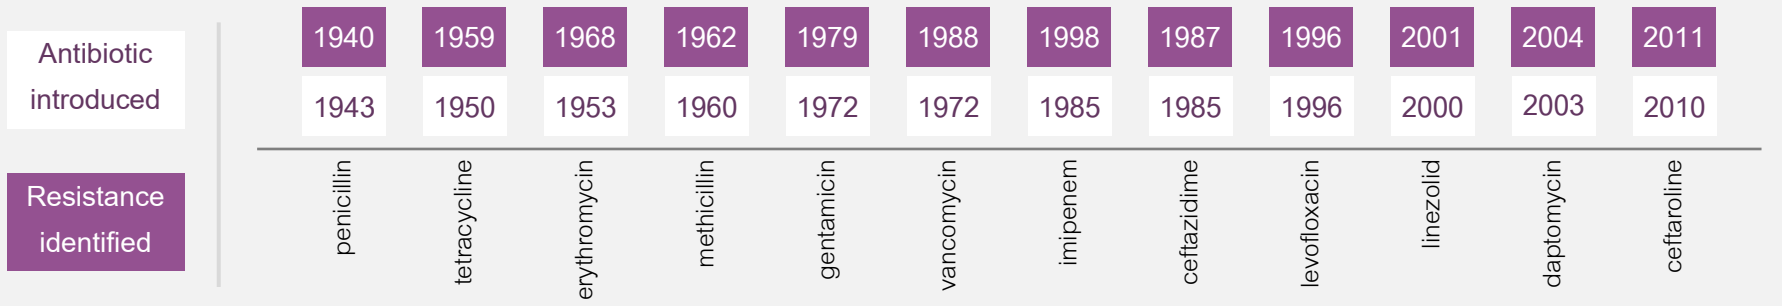 Antibiotic
introduced
Resistance
identified
1940 1959 1968 1962 1979 1988 1998 1987 1996 2001 2004 2011
1943 1950 1953 1960 1972 1972 1985 1985 1996 2000 2003 2010
penicillin
tetracycline
erythromycin
methicillin
gentamicin
vancomycin
imipenem
ceftazidime
levofloxacin
linezolid
daptomycin
ceftaroline